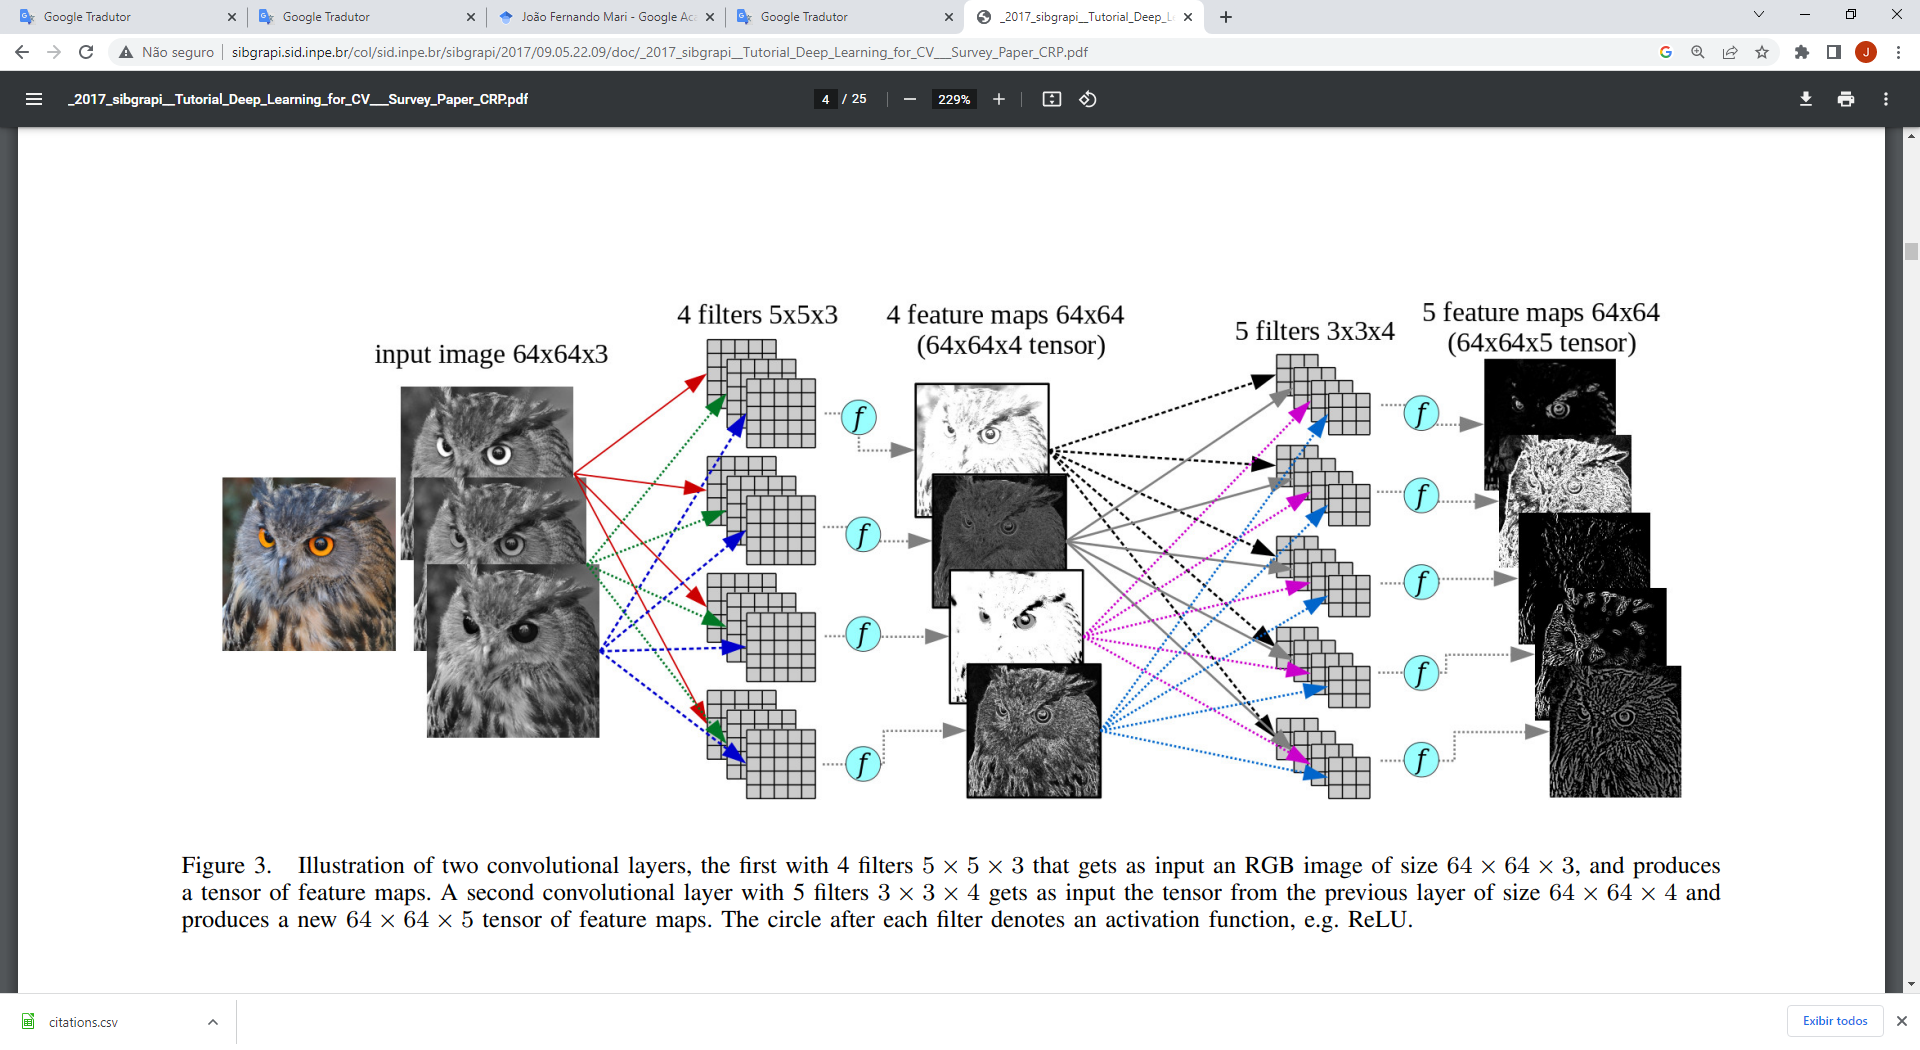 Google Tradutor
Google Tradutor
João Fernando Mari - Google Ac
Google Tradutor
_2017_sibgrapi__Tutorial_Deep_L
Não seguro
sibgrapi.sid.inpe.br/col/sid.inpe.br/sibgrapi/2017/09.05.22.09/doc/_2017_sibgrapi__Tutorial_Deep_Learning_for_CV___Survey_Paper_CRP.pdf
J
_2017_sibgrapi__Tutorial_Deep_Learning_for_CV___Survey_Paper_CRP.pdf
4 / 25
229%
input image 64x64x3
4 filters 5x5x3
4 feature maps 64x64
(64x64x4 tensor)
5 filters 3x3x4
5 feature maps 64x64
(64x64x5 tensor)
f
f
f
f
f
f
f
f
f
Figure 3. Illustration of two convolutional layers, the first with 4 filters 5 × 5 × 3 that gets as input an RGB image of size 64 × 64 × 3, and produces
a tensor of feature maps. A second convolutional layer with 5 filters 3 × 3 × 4 gets as input the tensor from the previous layer of size 64 × 64 × 4 and
produces a new 64 × 64 × 5 tensor of feature maps. The circle after each filter denotes an activation function, e.g. ReLU.
citations.csv
Exibir todos